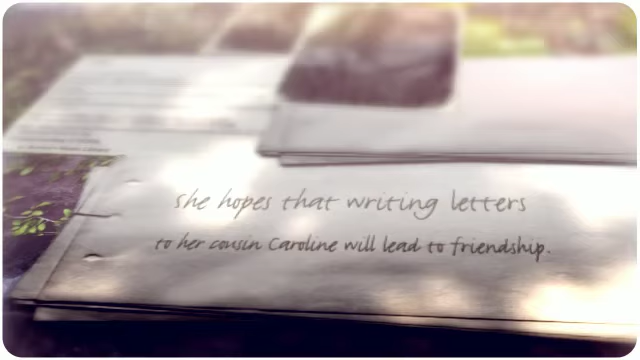 She hopes that writing letters
to her cousin Caroline will lead to friendship.